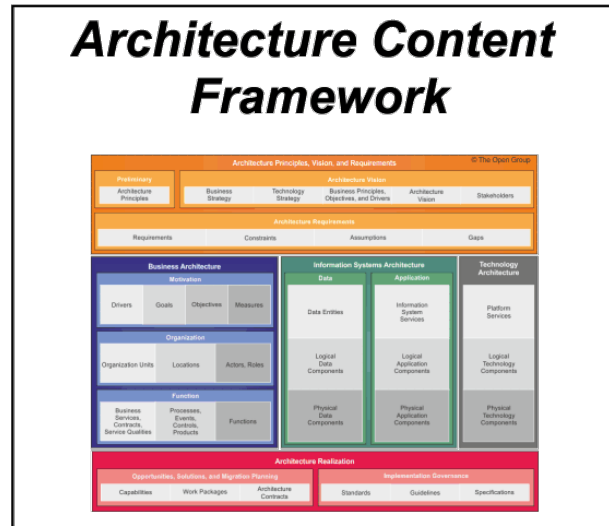 Architecture Content
Framework
Architecture Principles, Vision, and Requirements
© The Open Group
Preliminary
Architecture
Principles
Architecture Vision
Business
Strategy
Technology
Strategy
Business Principles,
Objectives, and Drivers
Architecture
Vision
Stakeholders
Architecture Requirements
Requirements
Constraints
Assumptions
Gaps
Business Architecture
Motivation
Drivers
Goals
Objectives
Measures
Organization
Organization Units
Locations
Actors, Roles
Function
Business
Services,
Contracts,
Service Qualities
Processes,
Events,
Controls,
Products
Functions
Information Systems Architecture
Data
Data Entities
Logical
Data
Components
Physical
Data
Components
Application
Information
System
Services
Logical
Application
Components
Physical
Application
Components
Technology
Architecture
Platform
Services
Logical
Technology
Components
Physical
Technology
Components
Architecture Realization
Opportunities, Solutions, and Migration Planning
Capabilities
Work Packages
Architecture
Contracts
Implementation Governance
Standards
Guidelines
Specifications